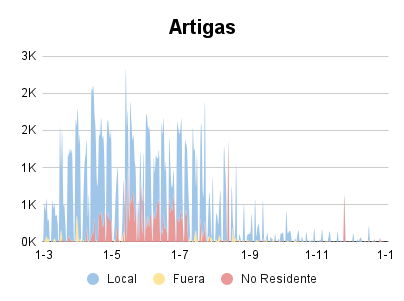 Artigas
3K
3K
2K
2K
1K
1K
0K
1-3 1-5 1-7 1-9 1-11 1-1
Local Fuera No Residente